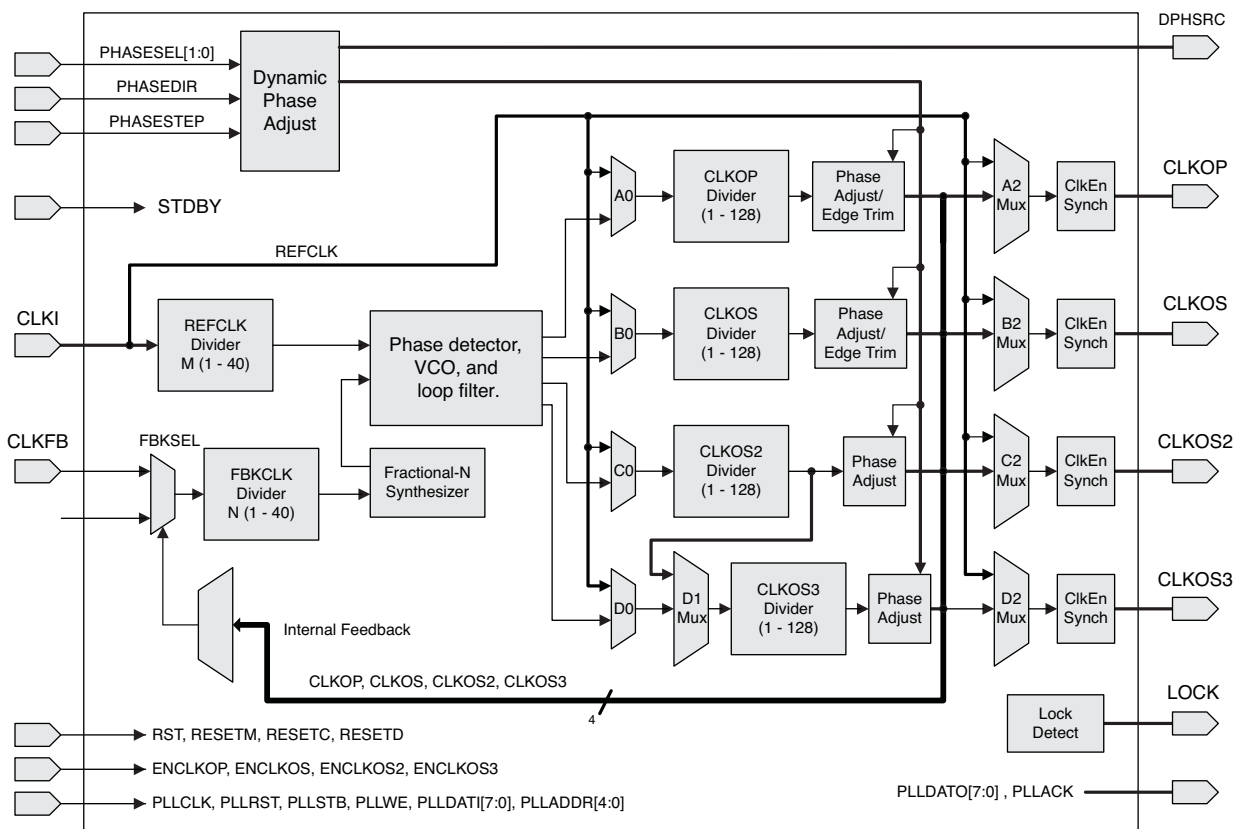 DPHSRC
PHASESEL[1:0]
PHASEDIR
PHASESTEP
Dynamic
Phase
Adjust
STDBY
REFCLK
CLKI
REFCLK
Divider
M (1 - 40)
Phase detector,
VCO, and
loop filter.
CLKFB
FBKSEL
FBKCLK
Divider
N (1 - 40)
Fractional-N
Synthesizer
A0
CLKOP
Divider
(1 - 128)
Phase
Adjust/
Edge Trim
A2
Mux
ClkEn
Synch
CLKOP
B0
CLKOS
Divider
(1 - 128)
Phase
Adjust/
Edge Trim
B2
Mux
ClkEn
Synch
CLKOS
C0
CLKOS2
Divider
(1 - 128)
Phase
Adjust
C2
Mux
ClkEn
Synch
CLKOS2
D0
D1
Mux
CLKOS3
Divider
(1 - 128)
Phase
Adjust
D2
Mux
ClkEn
Synch
CLKOS3
Internal Feedback
CLKOP, CLKOS, CLKOS2, CLKOS3
4
Lock
Detect
LOCK
RST, RESETM, RESETC, RESETD
ENCLKOP, ENCLKOS, ENCLKOS2, ENCLKOS3
PLLCLK, PLLRST, PLLSTB, PLLWE, PLLDATI[7:0], PLLADDR[4:0]
PLLDATO[7:0] , PLLACK